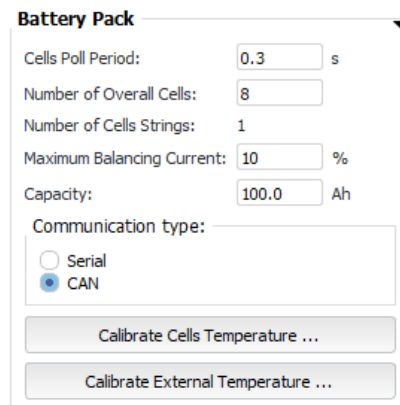 Battery Pack
Cells Poll Period: 0.3 s
Number of Overall Cells: 8
Number of Cells Strings: 1
Maximum Balancing Current: 10 %
Capacity: 100.0 Ah
Communication type:
Serial
CAN
Calibrate Cells Temperature ...
Calibrate External Temperature ...